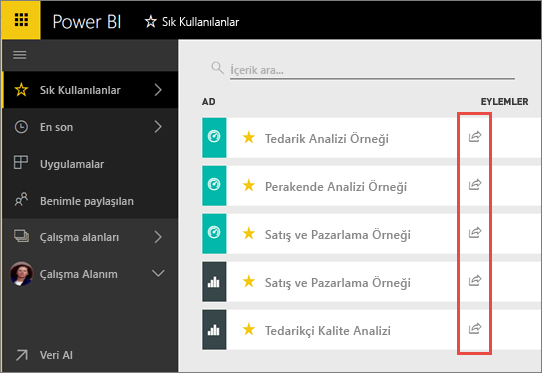 Power BI
Sık Kullanılanlar
Sık Kullanılanlar
En son
Uygulamalar
Benimle paylaşılan
Çalışma alanları
Çalışma Alanım
Veri Al
İçerik ara...
AD EYLEMLER
Tedarik Analizi Örneği
Perakende Analizi Örneği
Satış ve Pazarlama Örneği
Satış ve Pazarlama Örneği
Tedarikçi Kalite Analizi